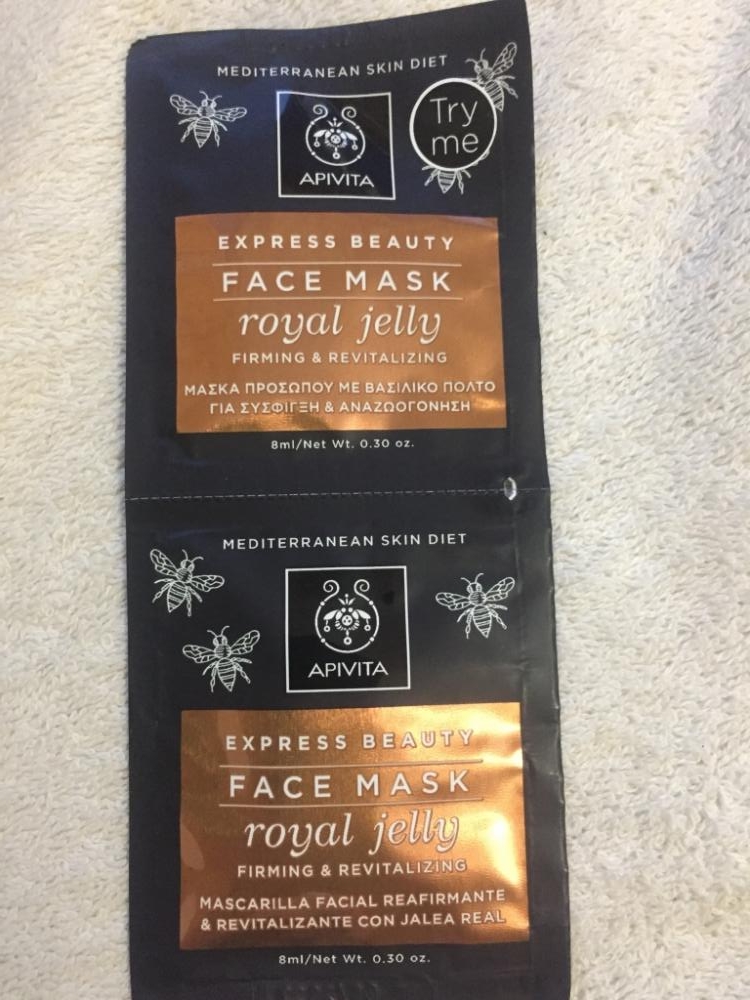 MEDITERRANEAN SKIN DIET
Try
me
APIVITA
EXPRESS BEAUTY
FACE MASK
royal jelly
FIRMING & REVITALIZING
ΜΑΣΚΑ ΠΡΟΣΩΠΟΥ ΜΕ ΒΑΣΙΛΙΚΟ ΠΟΛΤΟ
ΓΙΑ ΣΥΣΦΙΓΞΗ & ΑΝΑΖΩΟΓΟΝΗΣΗ
8ml/Net Wt. 0.30 oz.
MEDITERRANEAN SKIN DIET
APIVITA
EXPRESS BEAUTY
FACE MASK
royal jelly
FIRMING & REVITALIZING
MASCARILLA FACIAL REAFIRMANTE
& REVITALIZANTE CON JALEA REAL
8ml/Net Wt. 0.30 oz.